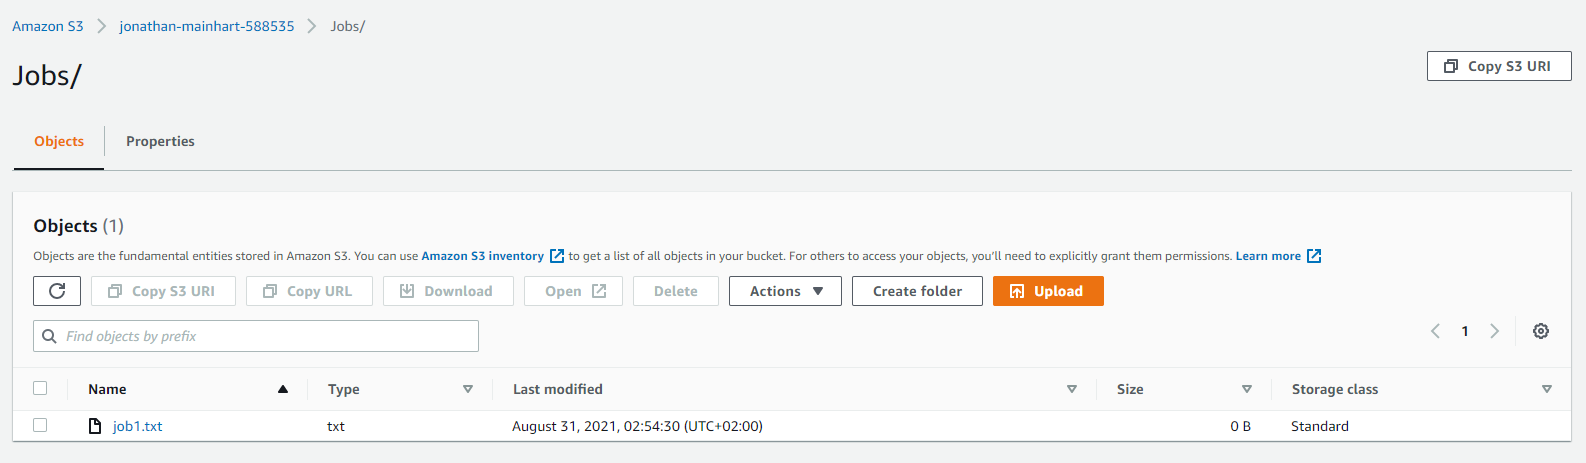 Amazon S3 > jonathan-mainhart-588535 > Jobs/
Jobs/
Copy S3 URI
Objects
Properties
Objects (1)
Objects are the fundamental entities stored in Amazon S3. You can use Amazon S3 inventory to get a list of all objects in your bucket. For others to access your objects, you'll need to explicitly grant them permissions. Learn more
Copy S3 URI Copy URL Download Open Delete Actions Create folder Upload
Find objects by prefix
1
Name Type Last modified Size Storage class
job1.txt txt August 31, 2021, 02:54:30 (UTC+02:00) 0 B Standard